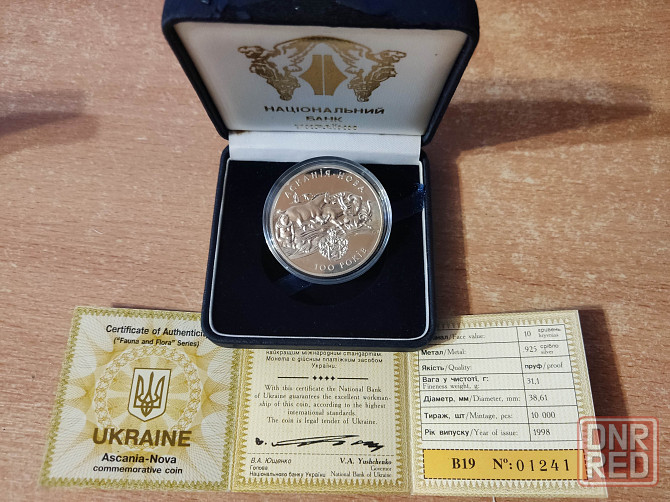 НАЦІОНАЛЬНИЙ
БАНК
АСКАНІЯ-НОВА
100 РОКІВ
Certificate of Authentici
("Fauna and Flora" Series)
UKRAINE
Ascania-Nova
commemorative coin
найкращим міжнародним стандартам.
Монета є дійсним платіжним засобом
України.
With this certificate the National Bank
of Ukraine guarantees the excellent workman-
ship of this coin, according to the highest
international standards.
The coin is legal tender of Ukraine.
В.А. Ющенко
Голова
Національного банку України
V.A. Yushchenko
Governor
National Bank of Ukraine
/Face value: 10 гривень
hryvnias
Метал/Metal: 925 срібло
silver
Якість/Quality: пруф/proof
Вага у чистоті, г:
Fineness weight, g: 31,1
Діаметр, мм/Diameter, mm: 38,61
Тираж, шт/Mintage, pcs: 10 000
Рік випуску/Year of issue: 1998
В19 №:01241
DNR
RED